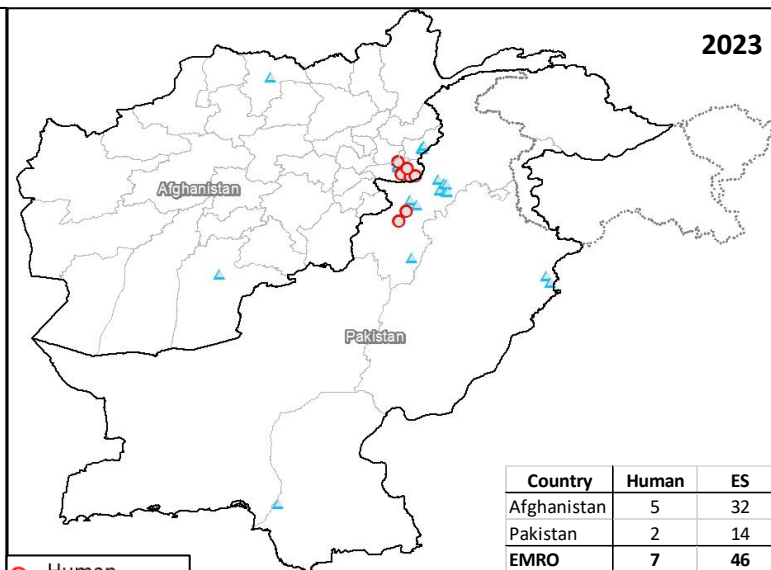 2023
Afghanistan
Pakistan
Country Human ES
Afghanistan 5 32
Pakistan 2 14
EMRO 7 46
Human